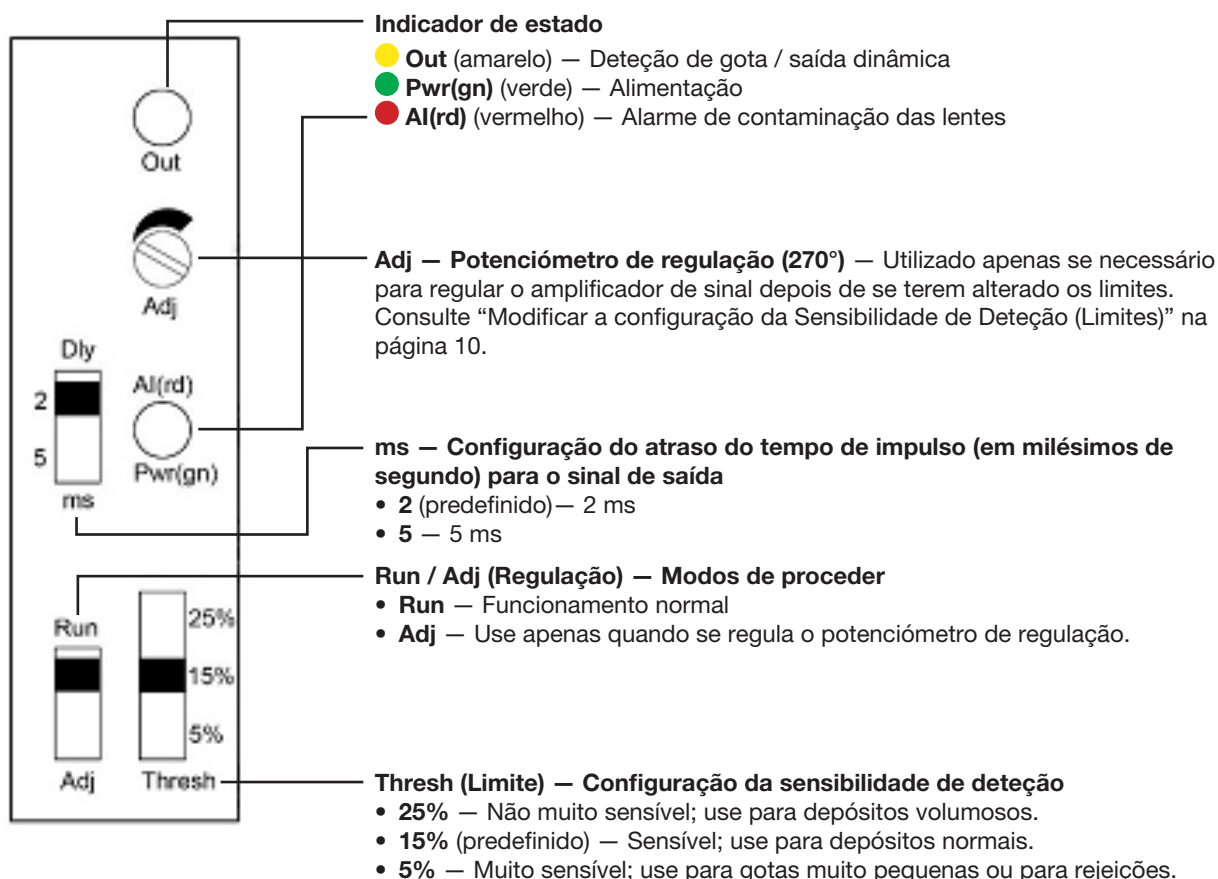 Indicador de estado
Out (amarelo) — Deteção de gota / saída dinâmica
Pwr(gn) (verde) — Alimentação
Al(rd) (vermelho) — Alarme de contaminação das lentes
Out
Adj
Adj — Potenciómetro de regulação (270°) — Utilizado apenas se necessário
para regular o amplificador de sinal depois de se terem alterado os limites.
Consulte “Modificar a configuração da Sensibilidade de Deteção (Limites)” na
página 10.
Dly
2
5
ms
Al(rd)
Pwr(gn)
ms — Configuração do atraso do tempo de impulso (em milésimos de
segundo) para o sinal de saída
• 2 (predefinido)— 2 ms
• 5 — 5 ms
Run / Adj (Regulação) — Modos de proceder
• Run — Funcionamento normal
• Adj — Use apenas quando se regula o potenciómetro de regulação.
Run
Adj
25%
15%
5%
Thresh
Thresh (Limite) — Configuração da sensibilidade de deteção
• 25% — Não muito sensível; use para depósitos volumosos.
• 15% (predefinido) — Sensível; use para depósitos normais.
• 5% — Muito sensível; use para gotas muito pequenas ou para rejeições.